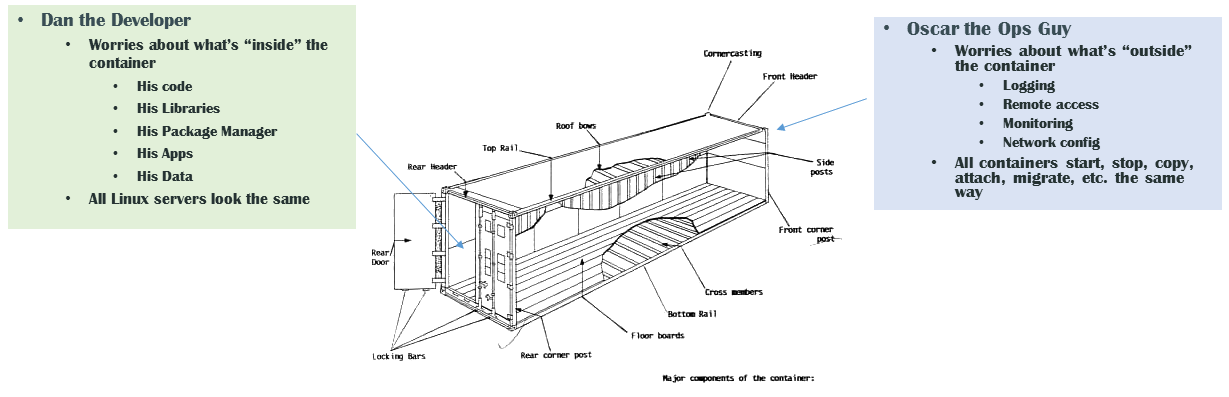 • Dan the Developer
• Worries about what's “inside” the
container
• His code
• His Libraries
• His Package Manager
• His Apps
• His Data
• All Linux servers look the same
Cornercasting
Front Header
Roof bows
Top Rail
Rear Header
Side
posts
Front corner
post
Rear
Door
Cross members
Bottom Rail
Floor boards
Rear corner post
Locking Bars
Major components of the container:
• Oscar the Ops Guy
• Worries about what's “outside”
the container
• Logging
• Remote access
• Monitoring
• Network config
• All containers start, stop, copy,
attach, migrate, etc. the same
way